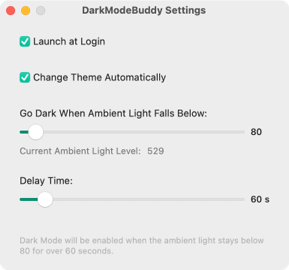 DarkModeBuddy Settings
Launch at Login
Change Theme Automatically
Go Dark When Ambient Light Falls Below:
80
Current Ambient Light Level: 529
Delay Time:
60 s
Dark Mode will be enabled when the ambient light stays below
80 for over 60 seconds.